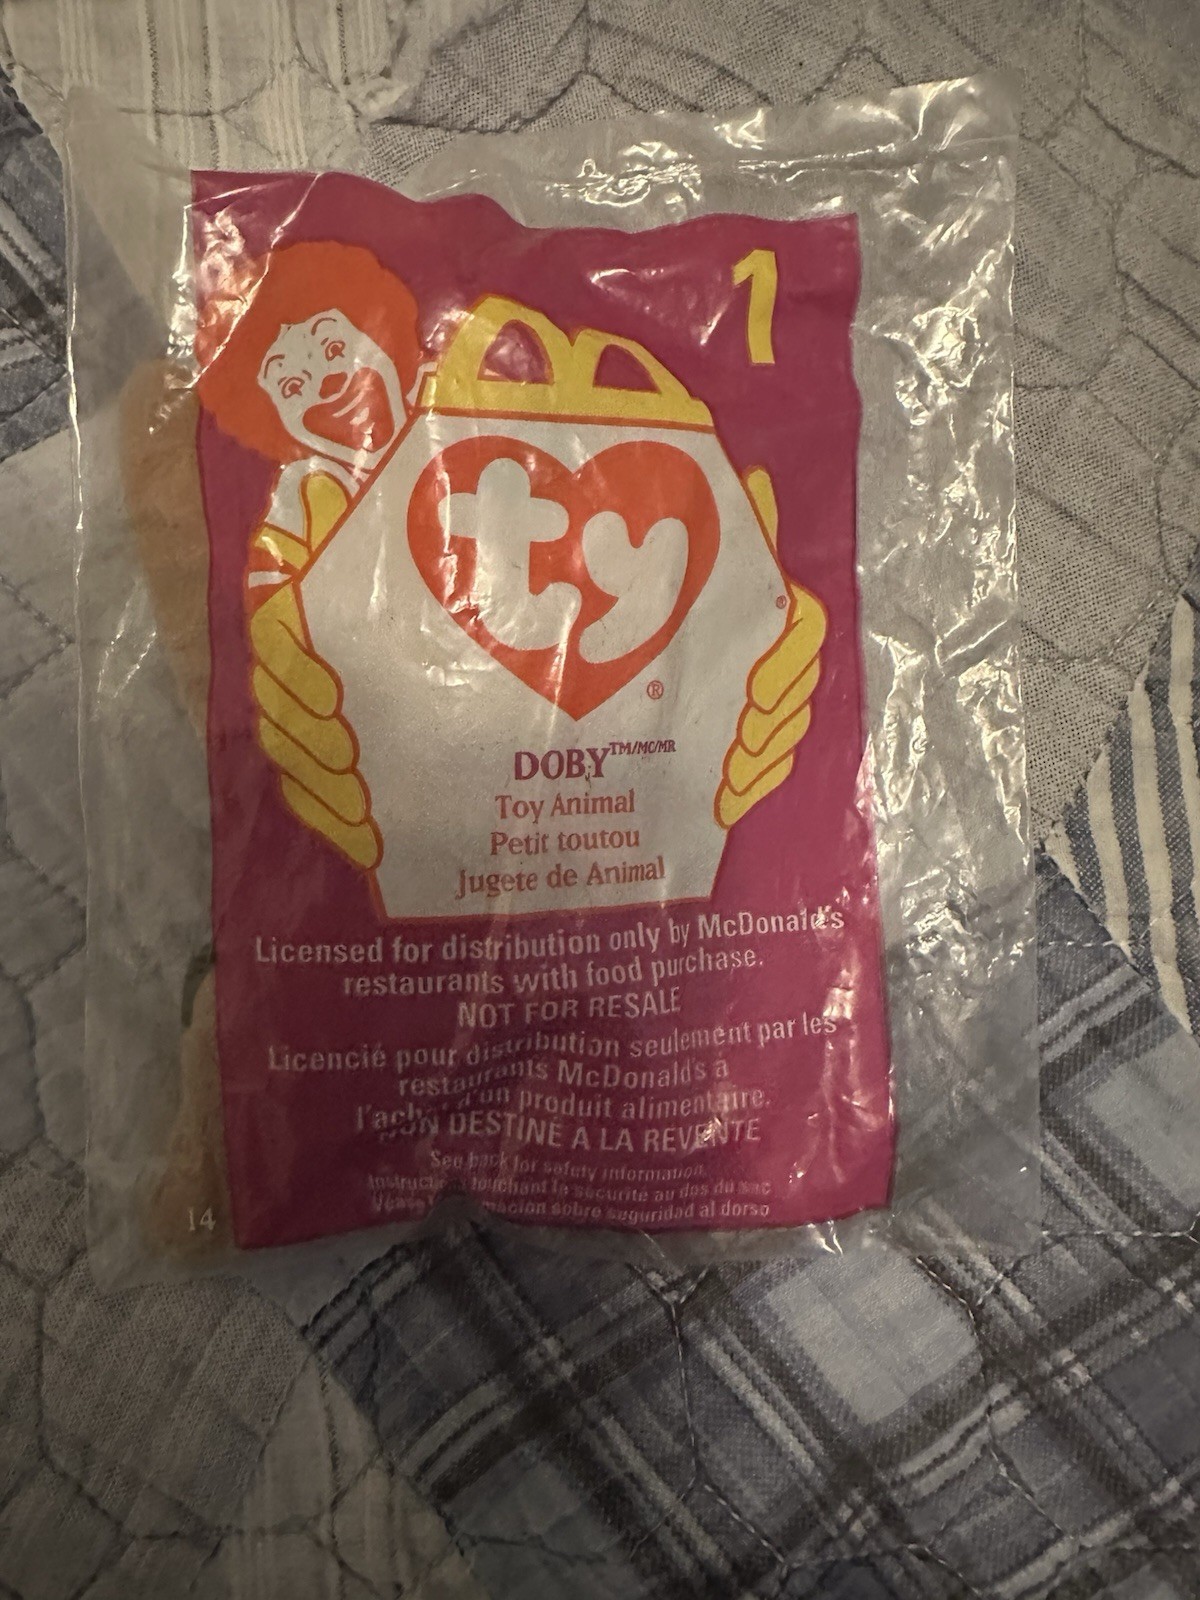 1
ty
®
®
DOBY™/MC/MR
Toy Animal
Petit toutou
Jugete de Animal
Licensed for distribution only by McDonald's
restaurants with food purchase.
NOT FOR RESALE
Licencié pour distribution seulement par les
restaurants McDonald's à
produit alimentaire.
NON DESTINÉ À LA REVENTE
See back for safety information
touchant la sécurité au dos du sac
sobre seguridad al dorso
14